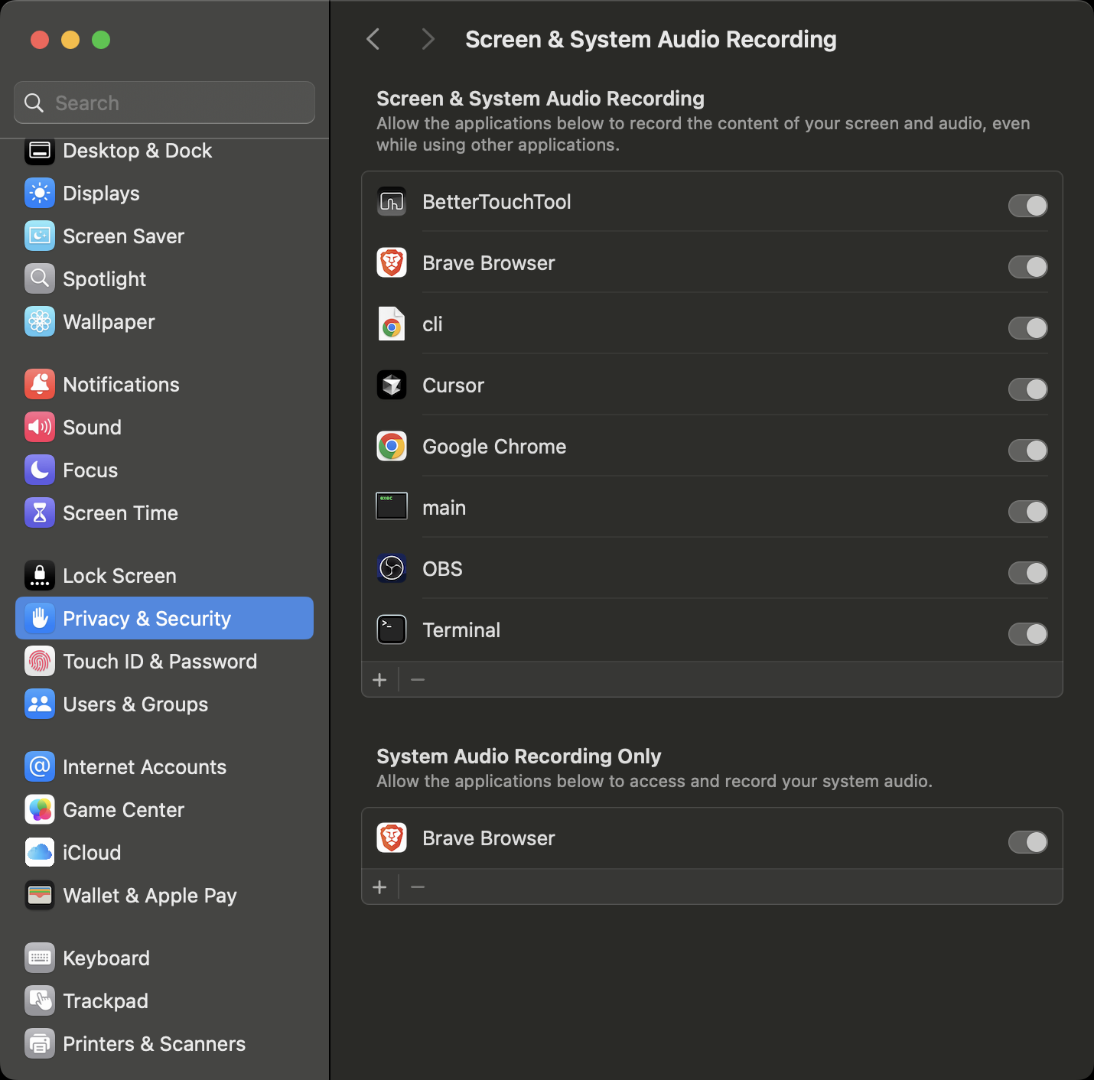 Search
Desktop & Dock
Displays
Screen Saver
Spotlight
Wallpaper
Notifications
Sound
Focus
Screen Time
Lock Screen
Privacy & Security
Touch ID & Password
Users & Groups
Internet Accounts
Game Center
iCloud
Wallet & Apple Pay
Keyboard
Trackpad
Printers & Scanners
Screen & System Audio Recording
Screen & System Audio Recording
Allow the applications below to record the content of your screen and audio, even
while using other applications.
BetterTouchTool
Brave Browser
cli
Cursor
Google Chrome
exec
main
OBS
Terminal
System Audio Recording Only
Allow the applications below to access and record your system audio.
Brave Browser